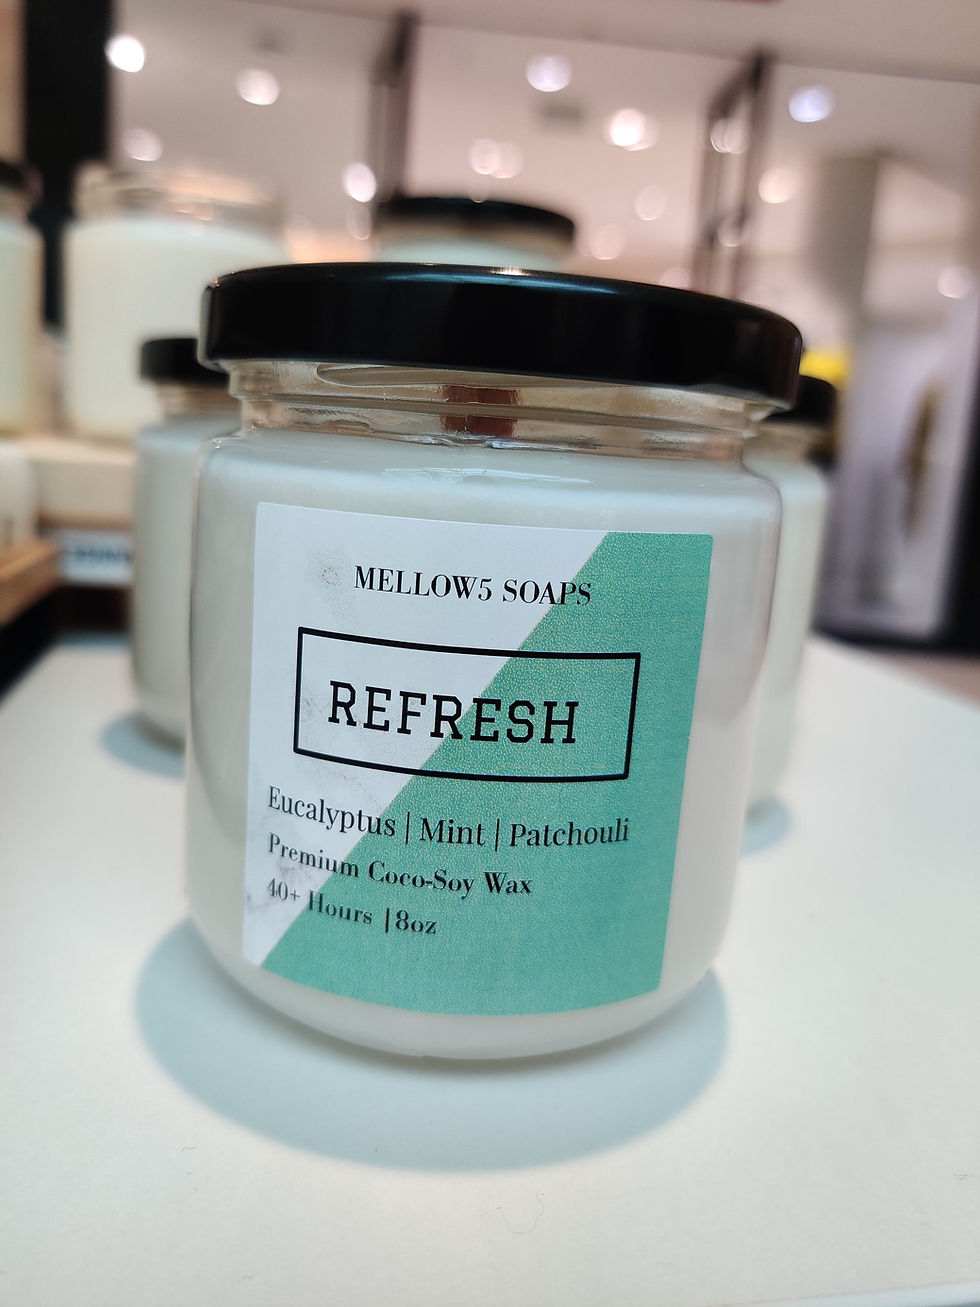 MELLOW5 SOAPS
REFRESH
Eucalyptus | Mint | Patchouli
Premium Coco-Soy Wax
40+ Hours | 8oz